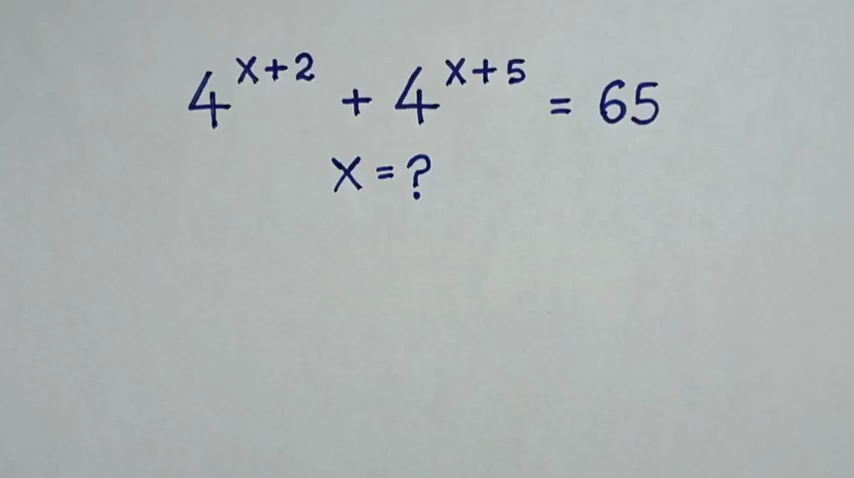 4^{x+2} + 4^{x+5} = 65
x = ?